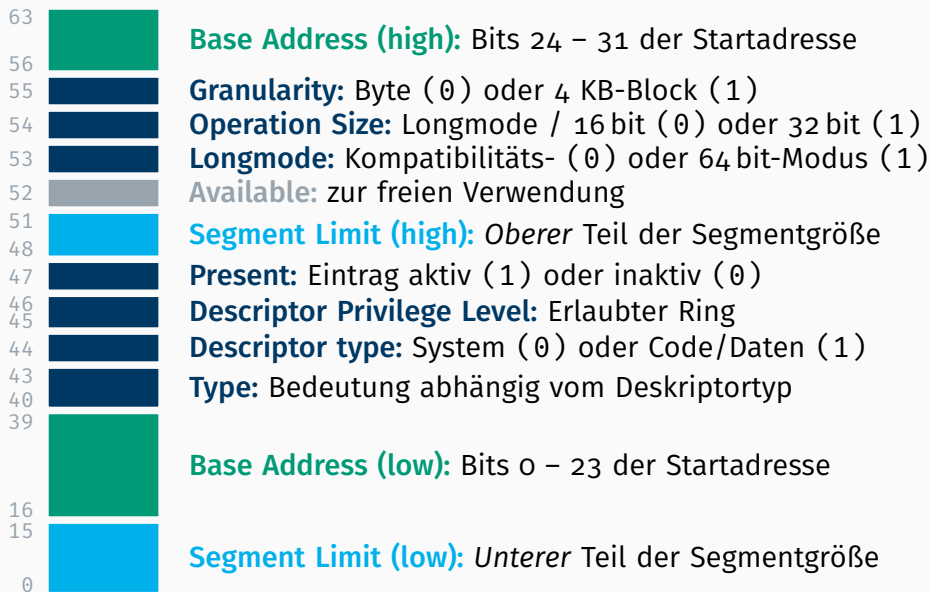 63
Base Address (high): Bits 24 – 31 der Startadresse
56
55 Granularity: Byte (0) oder 4 KB-Block (1)
54 Operation Size: Longmode / 16 bit (0) oder 32 bit (1)
53 Longmode: Kompatibilitäts- (0) oder 64 bit-Modus (1)
52 Available: zur freien Verwendung
51
Segment Limit (high): Oberer Teil der Segmentgröße
48
47 Present: Eintrag aktiv (1) oder inaktiv (0)
46
Descriptor Privilege Level: Erlaubter Ring
45
44 Descriptor type: System (0) oder Code/Daten (1)
43
Type: Bedeutung abhängig vom Deskriptortyp
40
39
Base Address (low): Bits 0 – 23 der Startadresse
16
15
Segment Limit (low): Unterer Teil der Segmentgröße
0